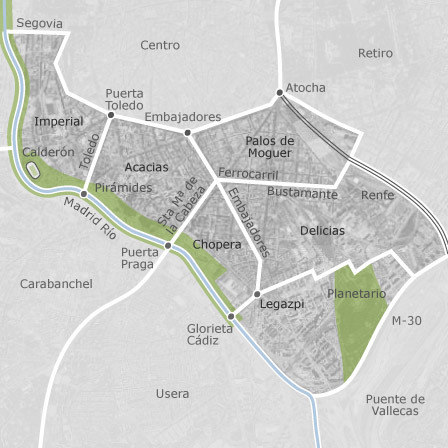 Segovia
Centro
Retiro
Puerta
Toledo
Atocha
Embajadores
Imperial
Calderón
Toledo
Acacias
Palos de
Moguer
Ferrocarril
Pirámides
Sta Mª de
la Cabeza
Embajadores
Bustamante
Renfe
Madrid Río
Delicias
Chopera
Puerta
Praga
Carabanchel
Planetario
Legazpi
M-30
Glorieta
Cádiz
Usera
Puente de
Vallecas